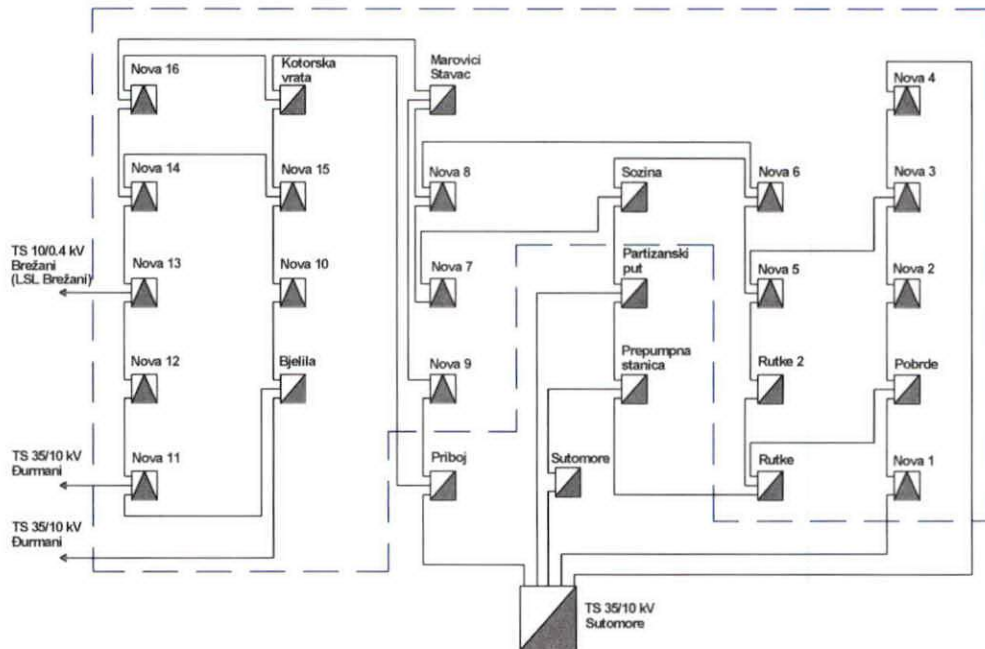 Nova 16
Kotorska
vrata
Marovici
Stavac
Nova 4
Nova 14
Nova 15
Nova 8
Sozina
Nova 6
Nova 3
TS 10/0.4 kV
Brežani
(LSL Brežani)
Nova 13
Nova 10
Nova 7
Partizanski
put
Nova 5
Nova 2
Nova 12
Bjelila
Nova 9
Prepumpna
stanica
Rutke 2
Pobrde
TS 35/10 kV
Đurmani
Nova 11
Priboj
Sutomore
Rutke
Nova 1
TS 35/10 kV
Đurmani
TS 35/10 kV
Sutomore